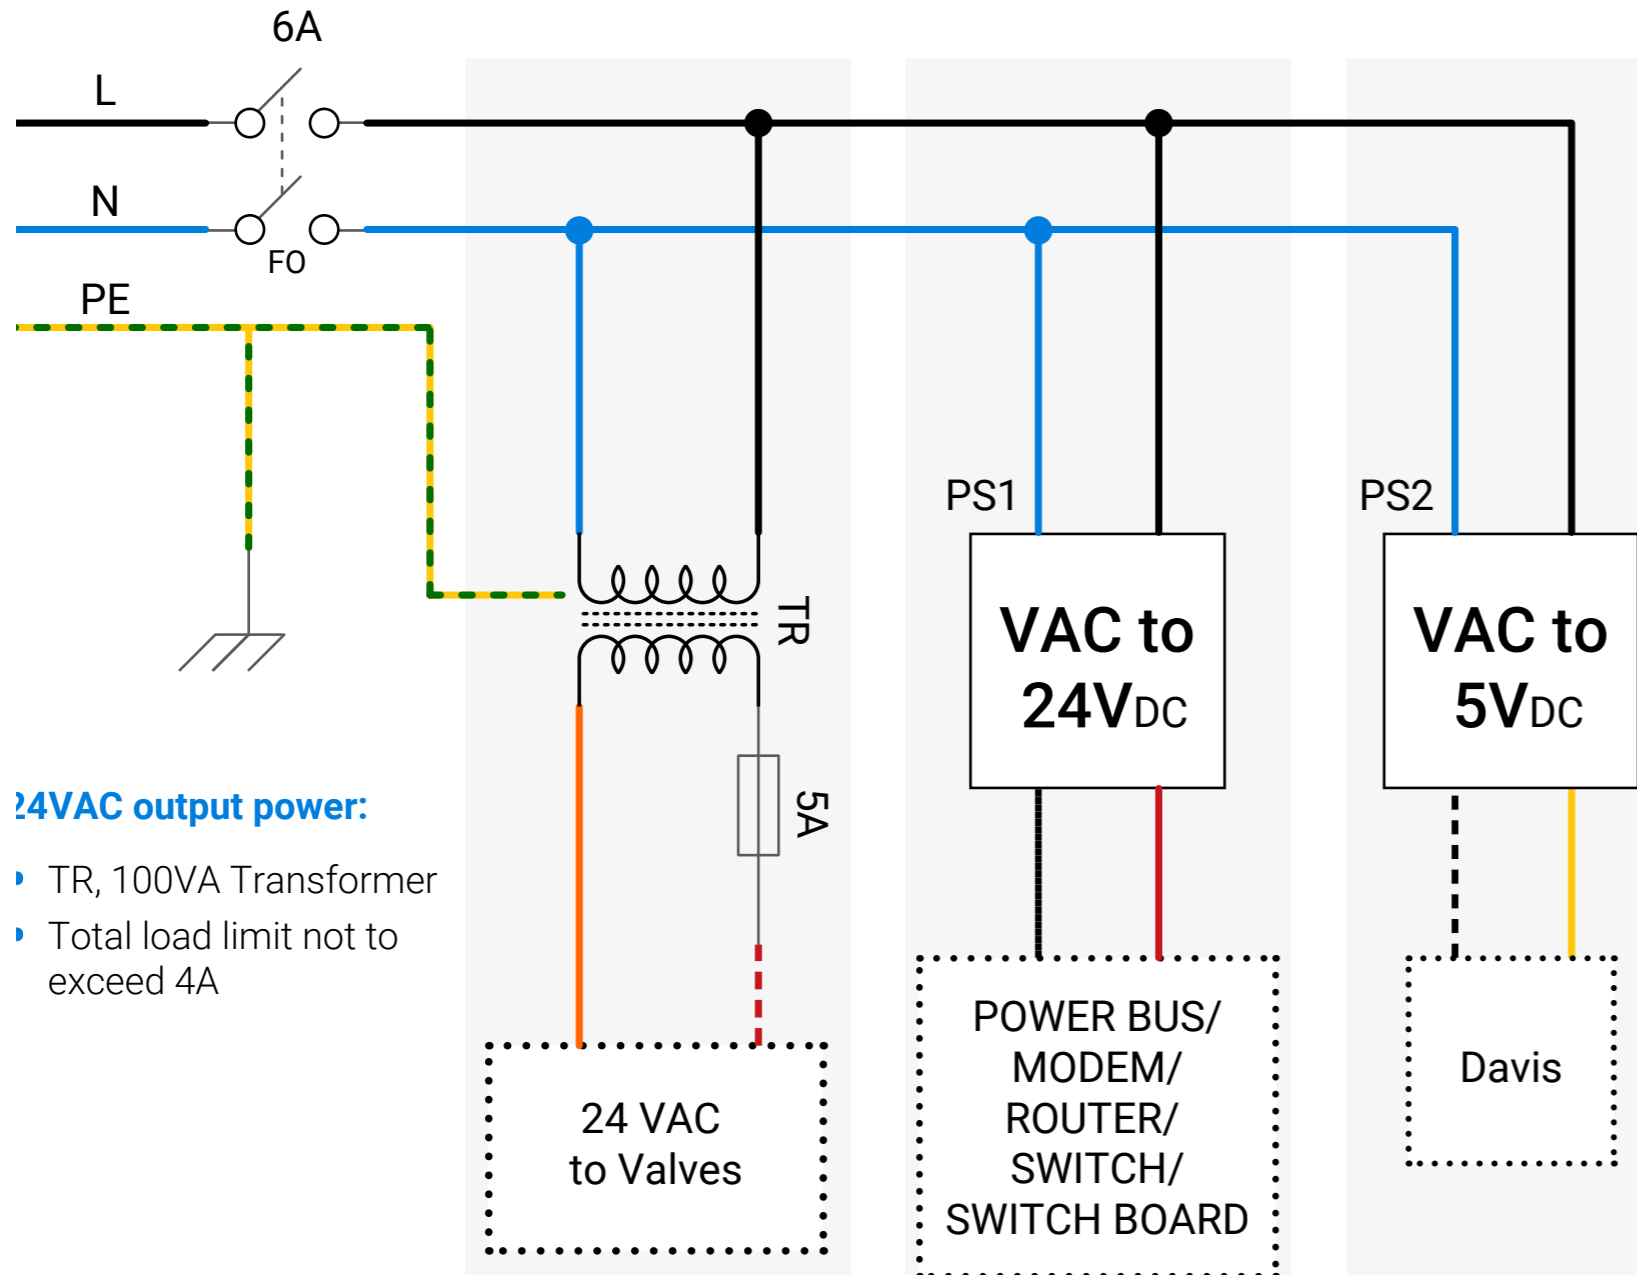 6A
L
N
FO
PE
PS1
PS2
TR
VAC to
24VDC
VAC to
5VDC
5A
24VAC output power:
• TR, 100VA Transformer
• Total load limit not to
exceed 4A
24 VAC
to Valves
POWER BUS/
MODEM/
ROUTER/
SWITCH/
SWITCH BOARD
Davis